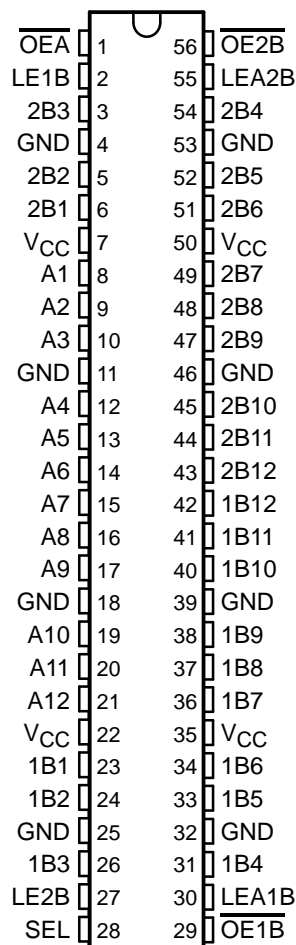 OEA 1 56 OE2B
LE1B 2 55 LEA2B
2B3 3 54 2B4
GND 4 53 GND
2B2 5 52 2B5
2B1 6 51 2B6
VCC 7 50 VCC
A1 8 49 2B7
A2 9 48 2B8
A3 10 47 2B9
GND 11 46 GND
A4 12 45 2B10
A5 13 44 2B11
A6 14 43 2B12
A7 15 42 1B12
A8 16 41 1B11
A9 17 40 1B10
GND 18 39 GND
A10 19 38 1B9
A11 20 37 1B8
A12 21 36 1B7
VCC 22 35 VCC
1B1 23 34 1B6
1B2 24 33 1B5
GND 25 32 GND
1B3 26 31 1B4
LE2B 27 30 LEA1B
SEL 28 29 OE1B